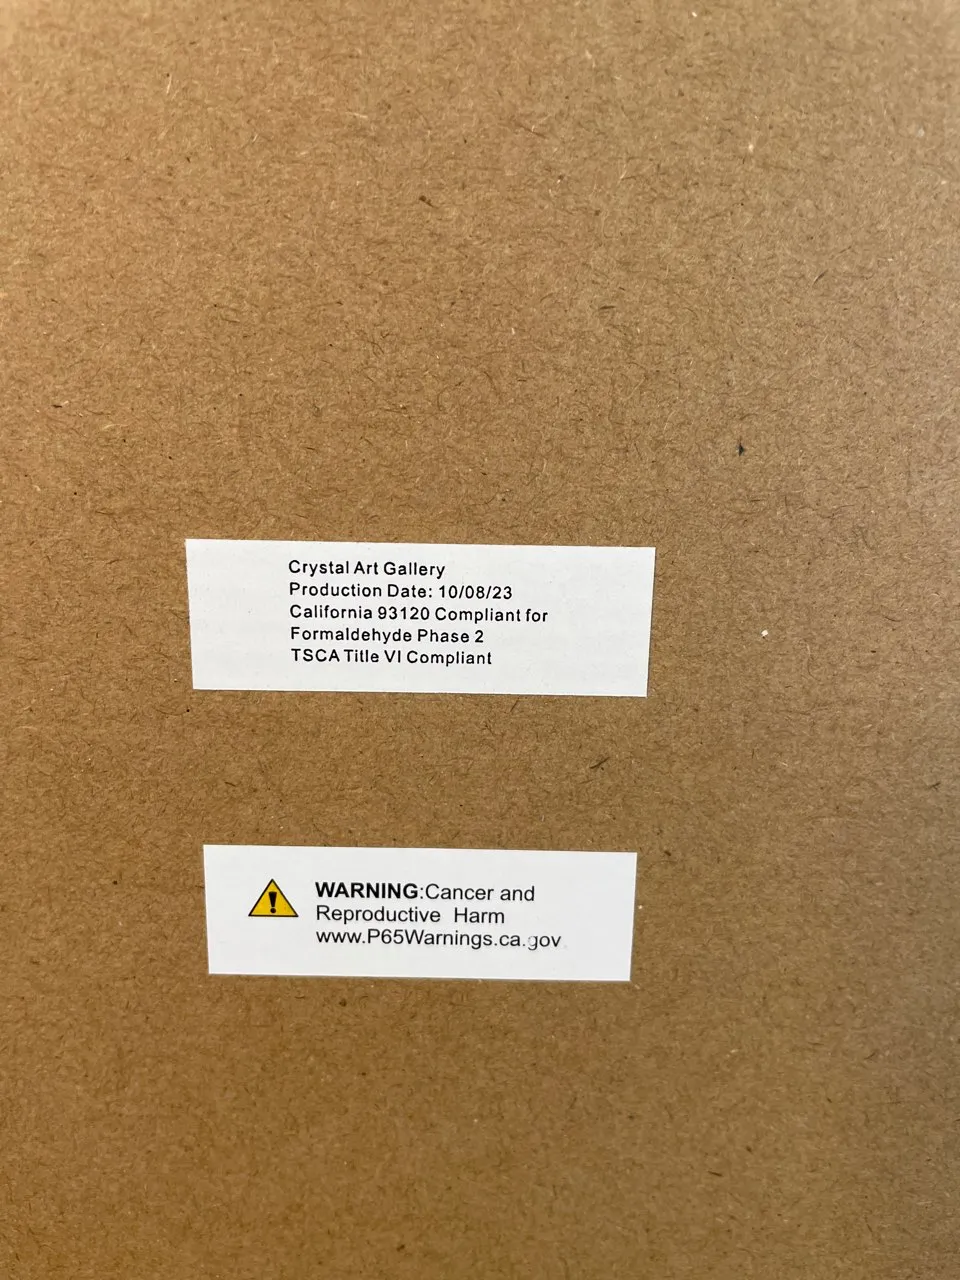 Crystal Art Gallery
Production Date: 10/08/23
California 93120 Compliant for
Formaldehyde Phase 2
TSCA Title VI Compliant
WARNING:Cancer and
Reproductive Harm
www.P65Warnings.ca.gov